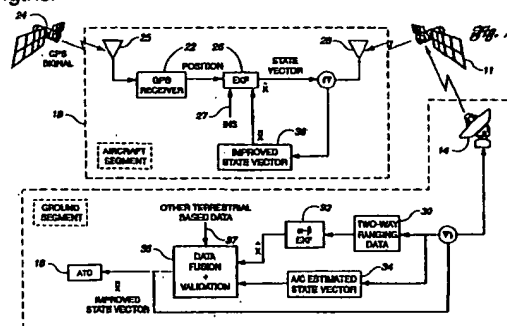 24
GPS
SIGNAL
25
22
26
28
Fig.
POSITION
STATE
VECTOR
GPS
RECEIVER
EKF
11
18
27
INS
36
IMPROVED
STATE VECTOR
AIRCRAFT
SEGMENT
14
GROUND
SEGMENT
OTHER TERRESTRIAL
BASED DATA
37
32
30
α-β
EKF
TWO-WAY
RANGING
DATA
35
DATA
FUSION
+
VALIDATION
34
A/C ESTIMATED
STATE VECTOR
16
ATC
IMPROVED
STATE VECTOR